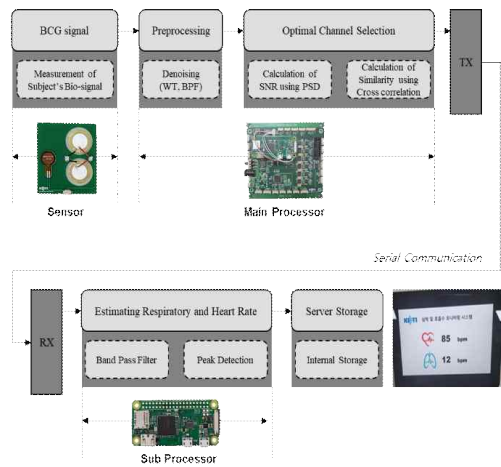 BCG signal
Preprocessing
Optimal Channel Selection
TX
Measurement of
Subject's Bio-signal
Denoising
(WT, BPF)
Calculation of
SNR using PSD
Calculation of
Similarity using
Cross correlation
Sensor
Main Processor
Serial Communication
RX
Estimating Respiratory and Heart Rate
Server Storage
Band Pass Filter
Peak Detection
Internal Storage
KETI
85 bpm
12 bpm
Sub Processor